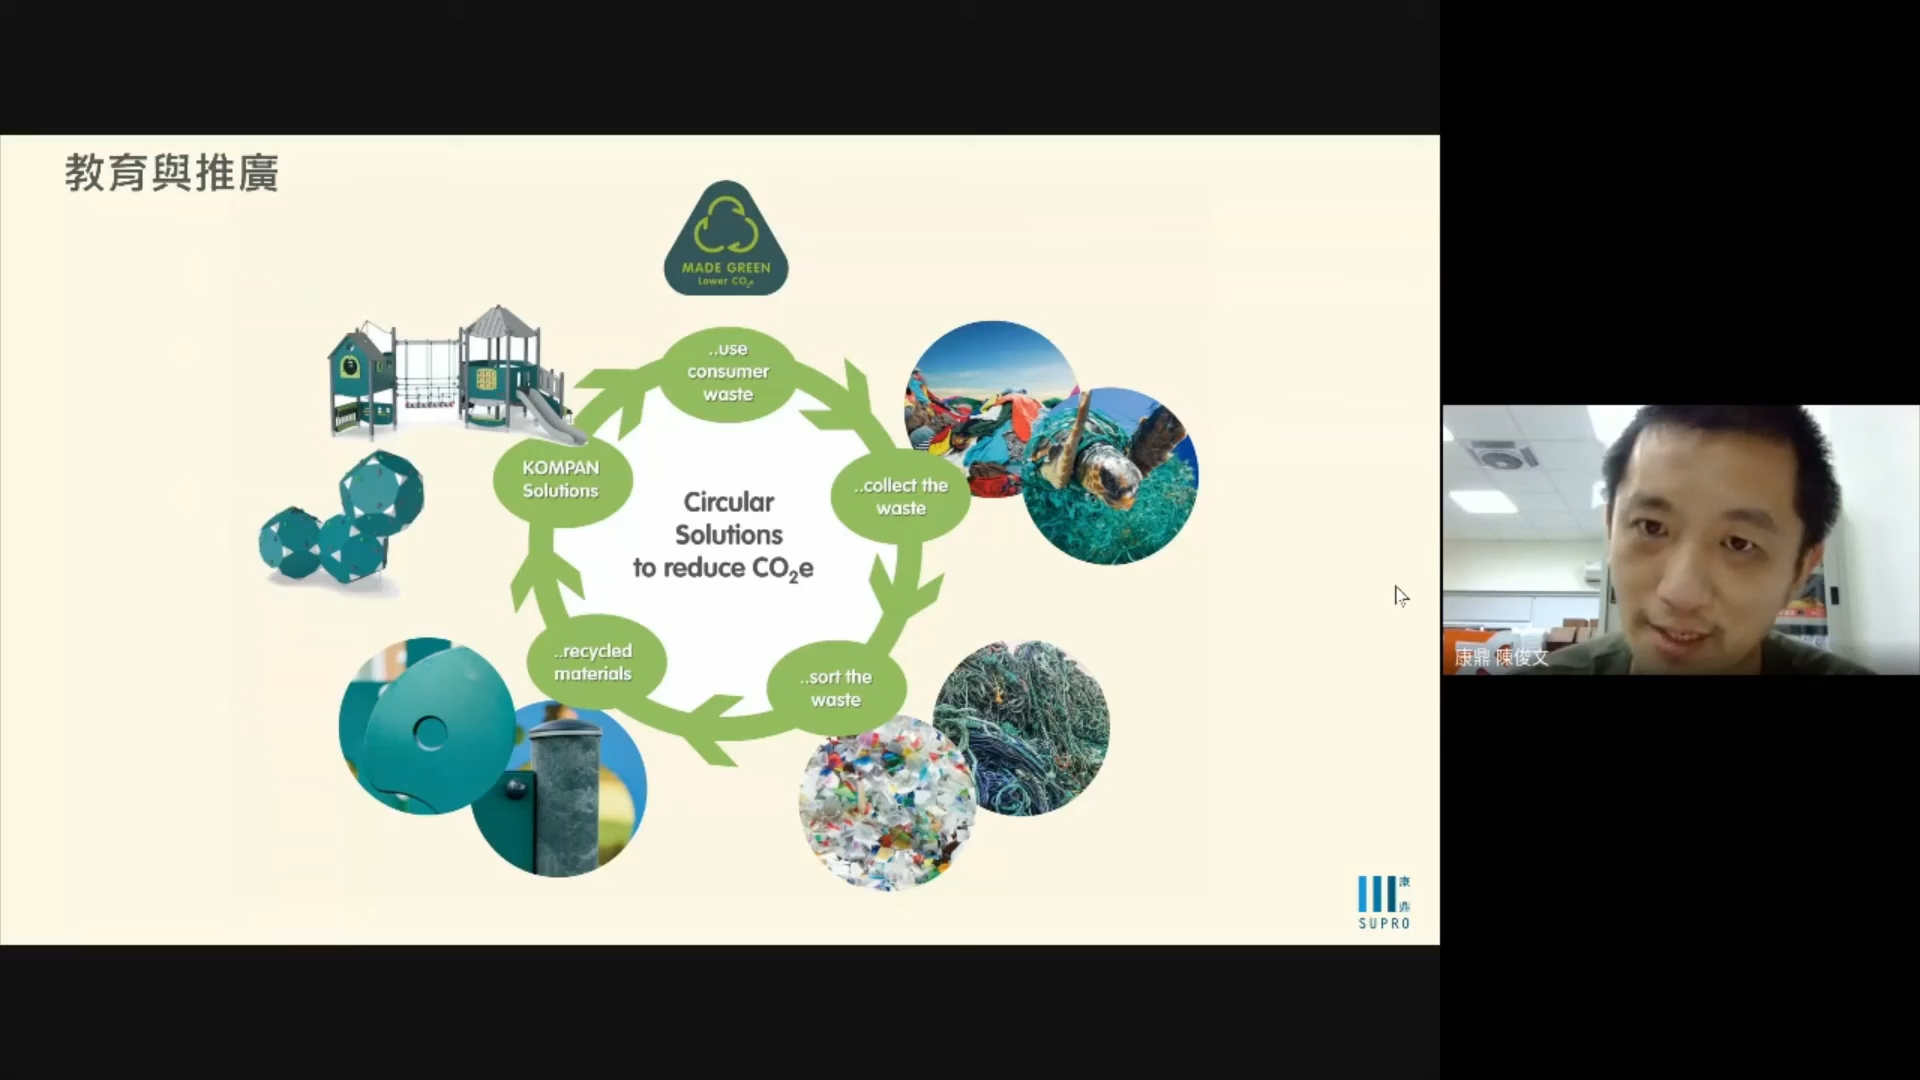 教育與推廣
MADE GREEN
Lower CO₂e
..use
consumer
waste
..collect the
waste
..sort the
waste
..recycled
materials
KOMPAN
Solutions
Circular
Solutions
to reduce CO₂e
康鼎 陳俊文
康
鼎
SUPRO